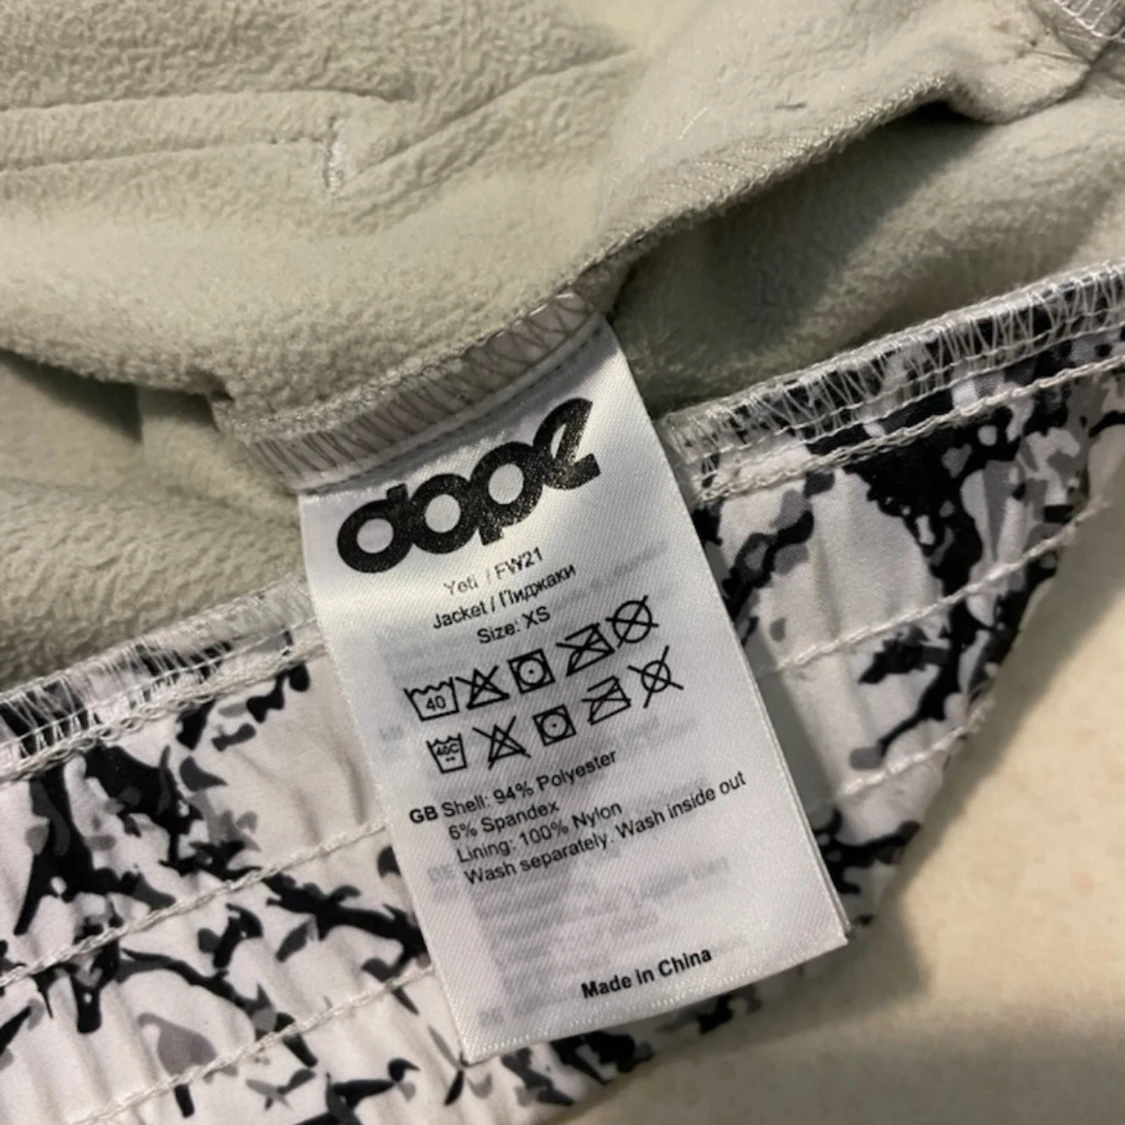 dope
Yeti / FW21
Jacket / Пиджаки
Size: XS
40
40C
GB Shell: 94% Polyester
6% Spandex
Lining: 100% Nylon
Wash separately. Wash inside out
Made in China